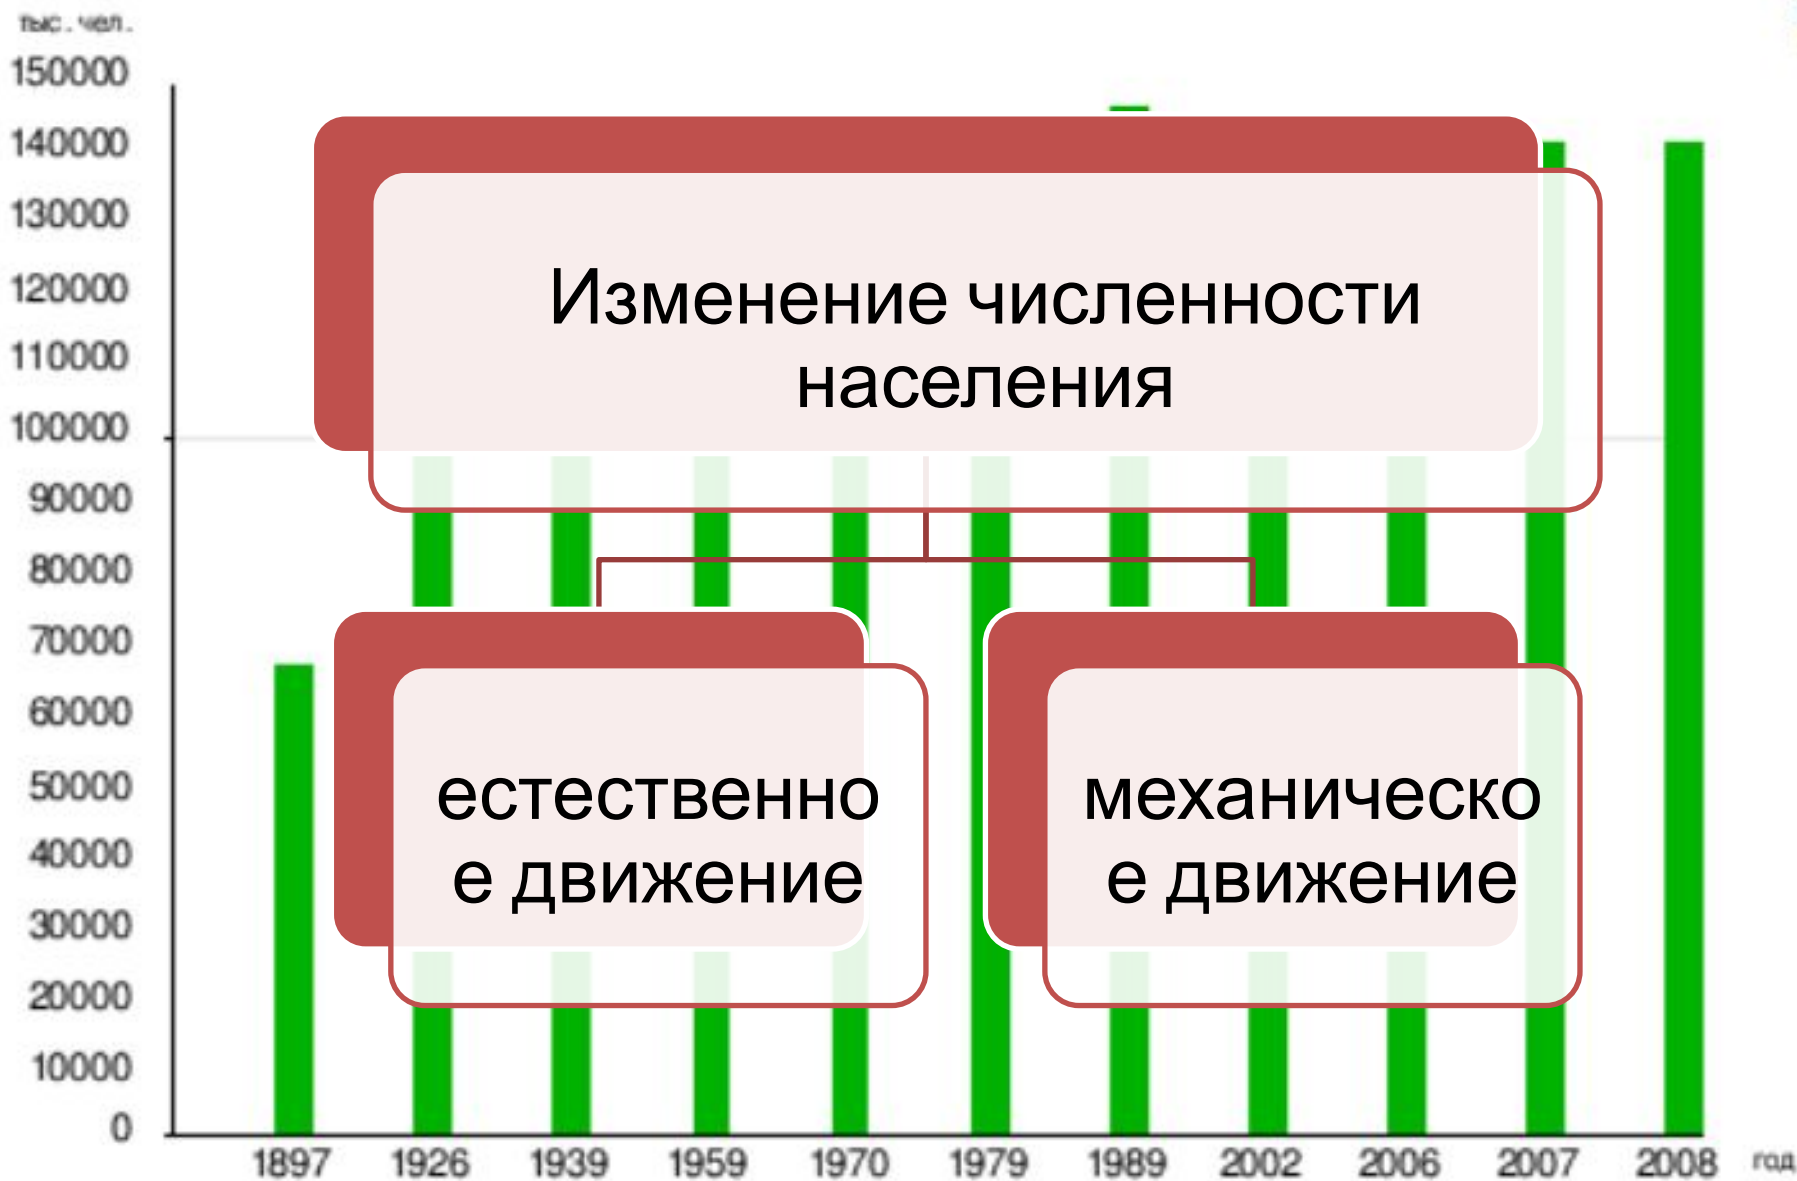 тыс. чел.
150000
140000
130000
120000
110000
100000
90000
80000
70000
60000
50000
40000
30000
20000
10000
0
Изменение численности
населения
естественно
е движение
механическо
е движение
1897 1926 1939 1959 1970 1979 1989 2002 2006 2007 2008 год